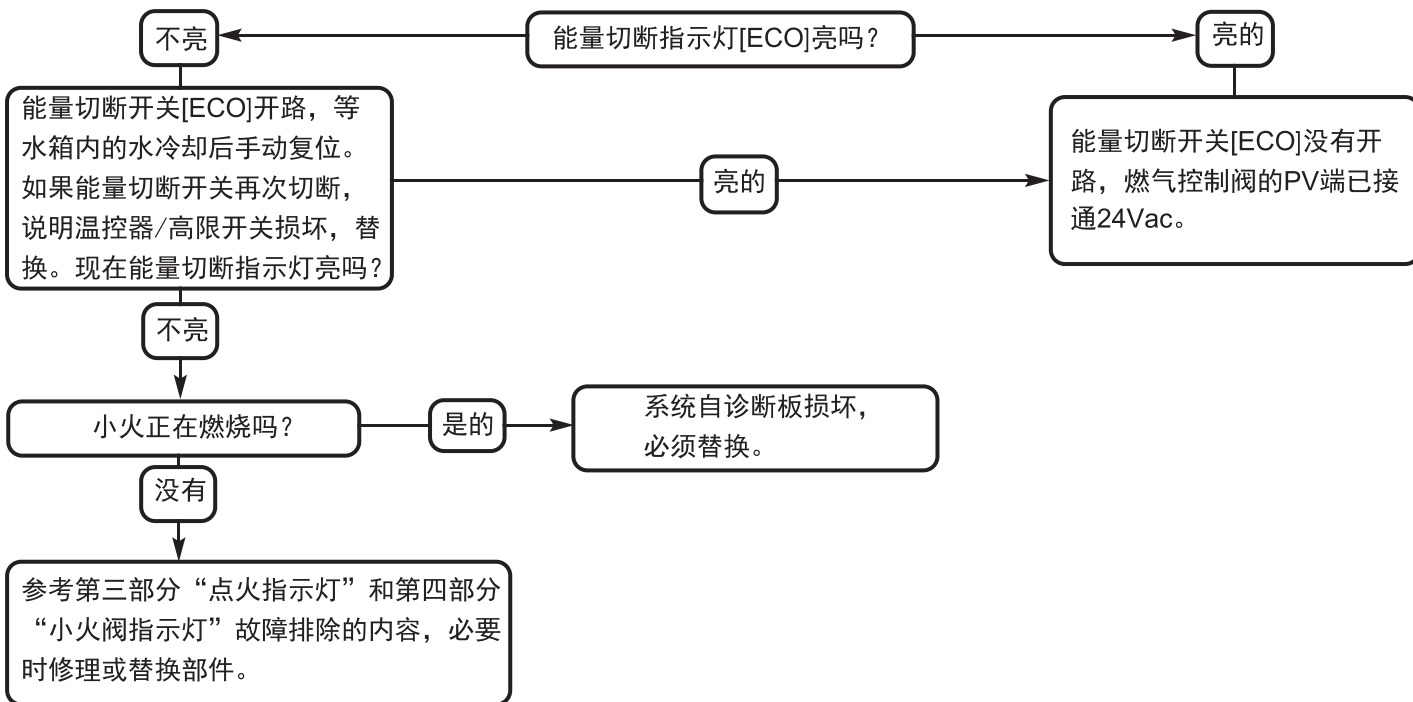 不亮
能量切断指示灯[ECO]亮吗？
亮的
能量切断开关[ECO]开路，等
水箱内的水冷却后手动复位。
如果能量切断开关再次切断，
说明温控器/高限开关损坏，替
换。现在能量切断指示灯亮吗？
亮的
能量切断开关[ECO]没有开
路，燃气控制阀的PV端已接
通24Vac。
不亮
小火正在燃烧吗？
是的
系统自诊断板损坏，
必须替换。
没有
参考第三部分“点火指示灯”和第四部分
“小火阀指示灯”故障排除的内容，必要
时修理或替换部件。